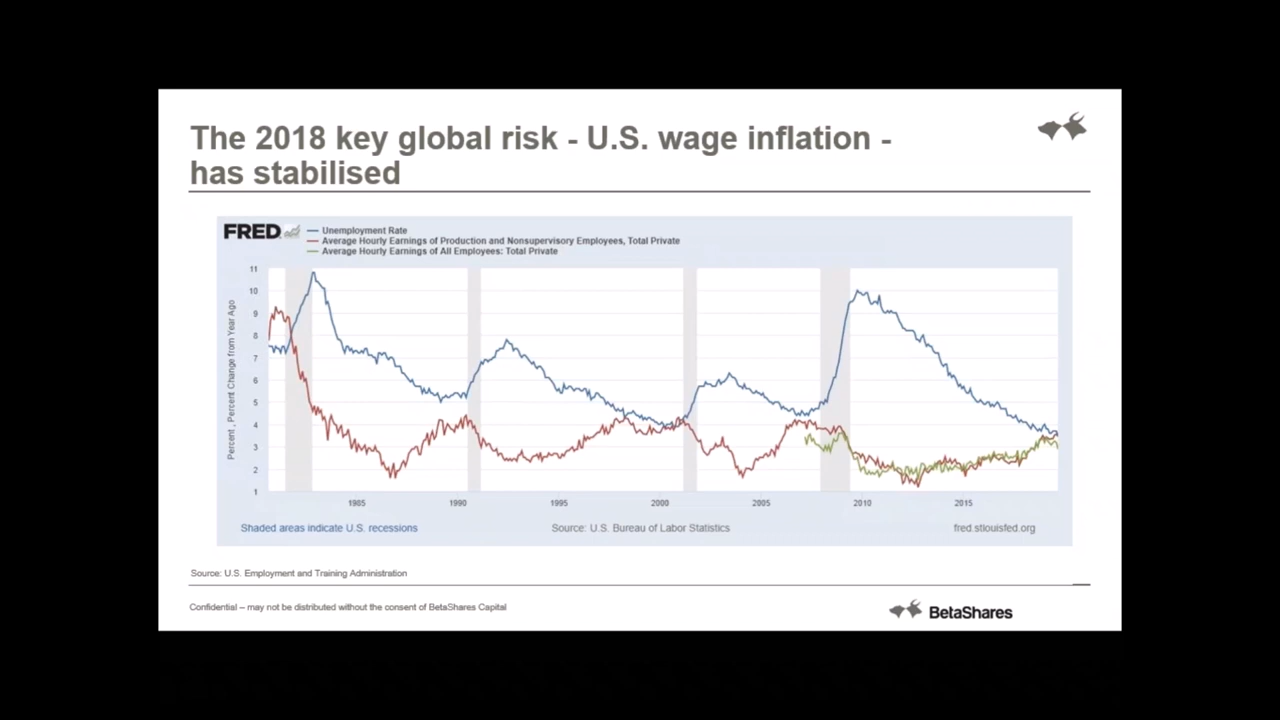 The 2018 key global risk - U.S. wage inflation -
has stabilised
FRED
Unemployment Rate
Average Hourly Earnings of Production and Nonsupervisory Employees, Total Private
Average Hourly Earnings of All Employees: Total Private
Percent , Percent Change from Year Ago
11
10
9
8
7
6
5
4
3
2
1
1985 1990 1995 2000 2005 2010 2015
Shaded areas indicate U.S. recessions Source: U.S. Bureau of Labor Statistics fred.stlouisfed.org
Source: U.S. Employment and Training Administration
Confidential – may not be distributed without the consent of BetaShares Capital
BetaShares